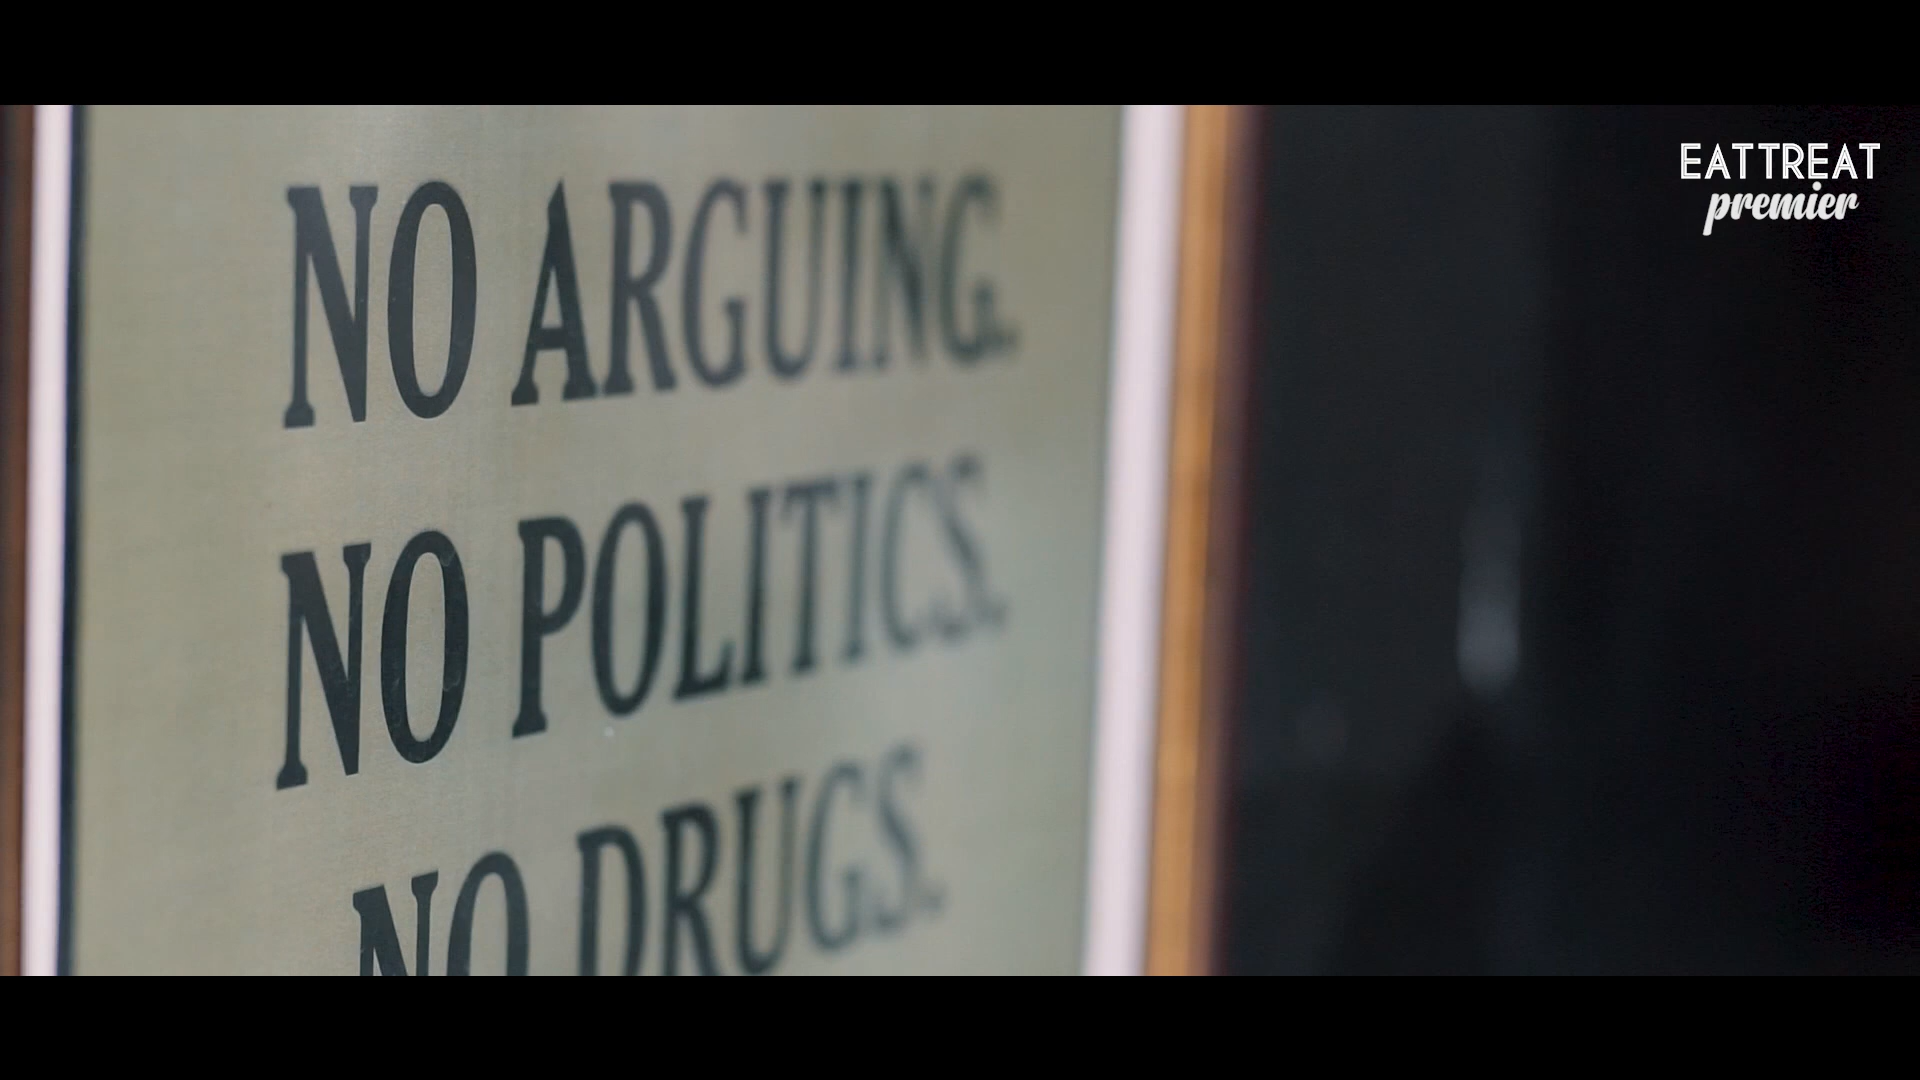 EATTREAT
premier
NO ARGUING.
NO POLITICS.
NO DRUGS.